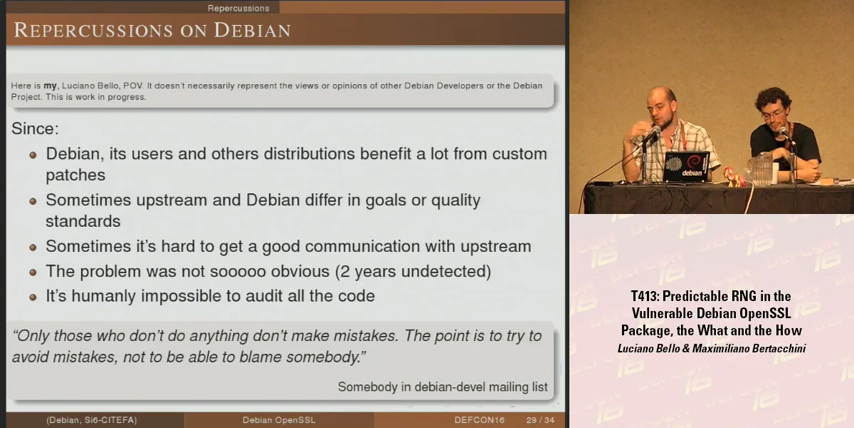 Repercussions
REPERCUSSIONS ON DEBIAN
Here is my, Luciano Bello, POV. It doesn't necessarily represent the views or opinions of other Debian Developers or the Debian
Project. This is work in progress.
Since:
Debian, its users and others distributions benefit a lot from custom
patches
Sometimes upstream and Debian differ in goals or quality
standards
Sometimes it's hard to get a good communication with upstream
The problem was not sooooo obvious (2 years undetected)
It's humanly impossible to audit all the code
"Only those who don't do anything don't make mistakes. The point is to try to
avoid mistakes, not to be able to blame somebody."
Somebody in debian-devel mailing list
(Debian, Si6-CITEFA)
Debian OpenSSL
DEFCON16
29 / 34
debian
T413: Predictable RNG in the
Vulnerable Debian OpenSSL
Package, the What and the How
Luciano Bello & Maximiliano Bertacchini